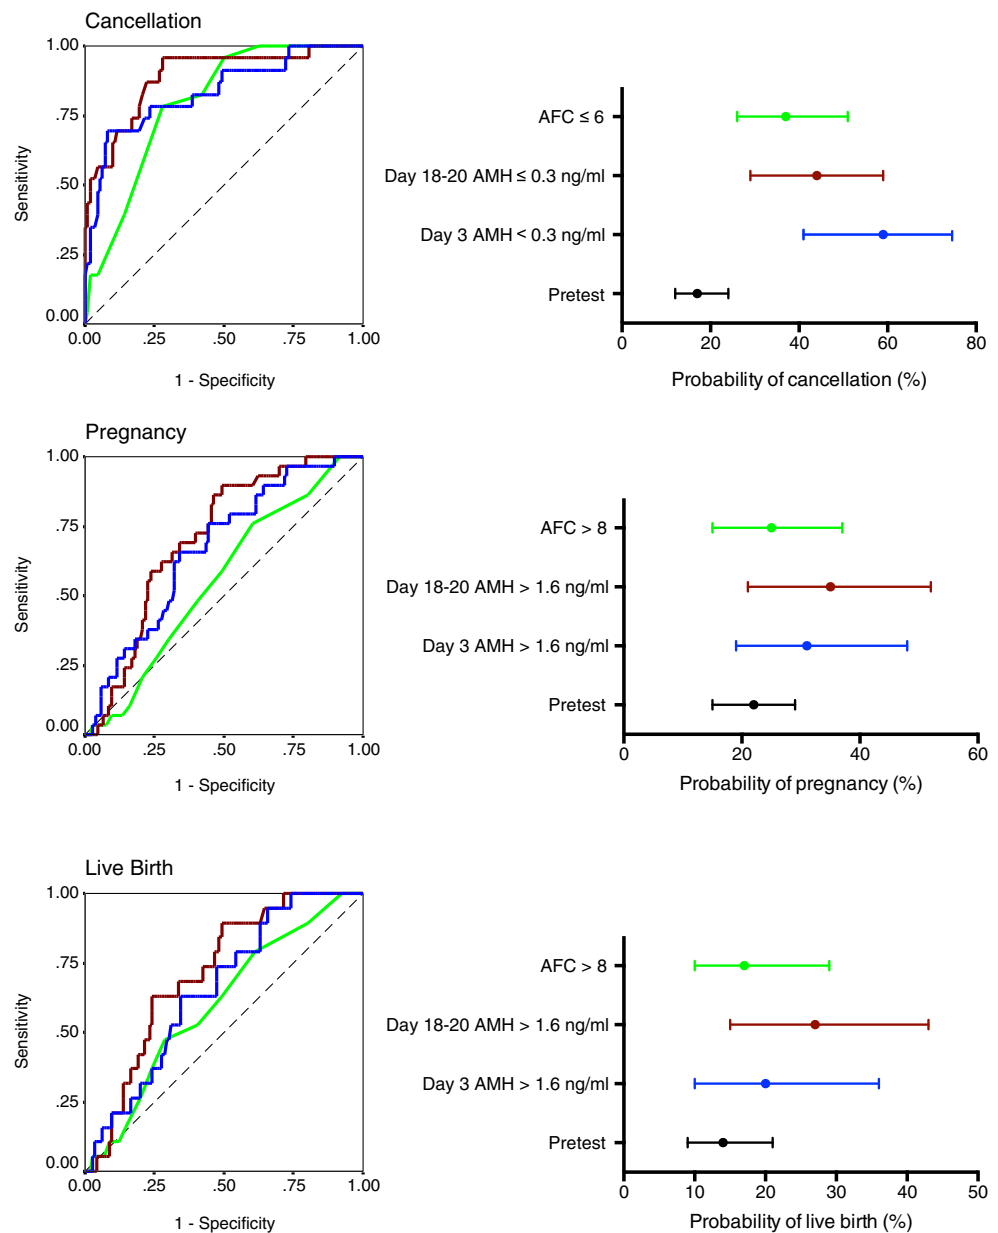 Cancellation
1.00
.75
.50
.25
0.00
Sensitivity
0.00 .25 .50 .75 1.00
1 - Specificity
AFC ≤ 6
Day 18-20 AMH ≤ 0.3 ng/ml
Day 3 AMH < 0.3 ng/ml
Pretest
0 20 40 60 80
Probability of cancellation (%)
Pregnancy
1.00
.75
.50
.25
0.00
Sensitivity
0.00 .25 .50 .75 1.00
1 - Specificity
AFC > 8
Day 18-20 AMH > 1.6 ng/ml
Day 3 AMH > 1.6 ng/ml
Pretest
0 20 40 60
Probability of pregnancy (%)
Live Birth
1.00
.75
.50
.25
0.00
Sensitivity
0.00 .25 .50 .75 1.00
1 - Specificity
AFC > 8
Day 18-20 AMH > 1.6 ng/ml
Day 3 AMH > 1.6 ng/ml
Pretest
0 10 20 30 40 50
Probability of live birth (%)